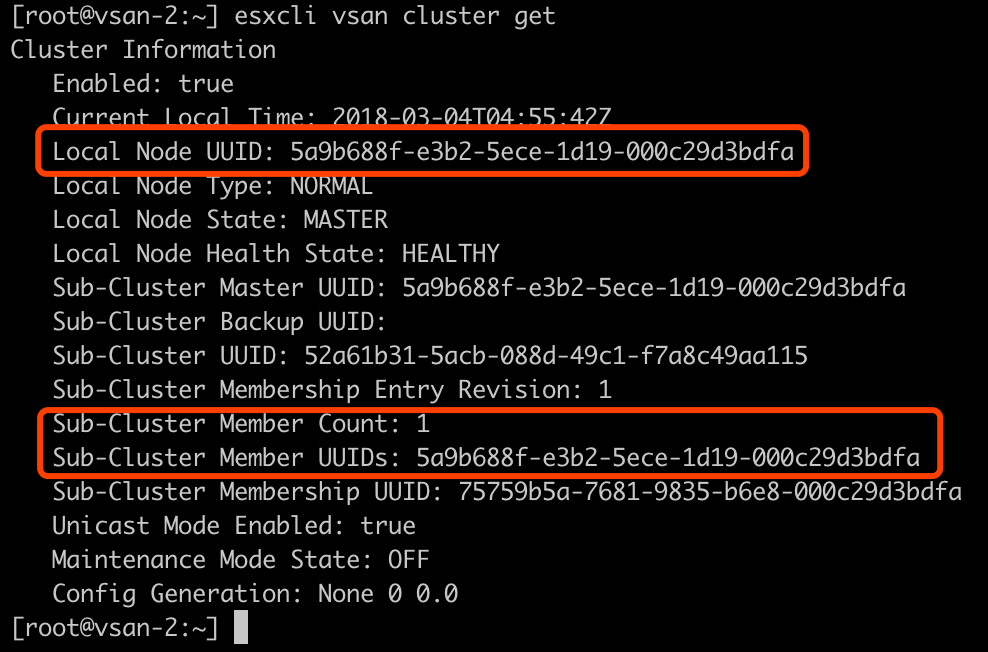 [root@vsan-2:~] esxcli vsan cluster get
Cluster Information
Enabled: true
Current Local Time: 2018-03-04T04:55:42Z
Local Node UUID: 5a9b688f-e3b2-5ece-1d19-000c29d3bdfa
Local Node Type: NORMAL
Local Node State: MASTER
Local Node Health State: HEALTHY
Sub-Cluster Master UUID: 5a9b688f-e3b2-5ece-1d19-000c29d3bdfa
Sub-Cluster Backup UUID:
Sub-Cluster UUID: 52a61b31-5acb-088d-49c1-f7a8c49aa115
Sub-Cluster Membership Entry Revision: 1
Sub-Cluster Member Count: 1
Sub-Cluster Member UUIDs: 5a9b688f-e3b2-5ece-1d19-000c29d3bdfa
Sub-Cluster Membership UUID: 75759b5a-7681-9835-b6e8-000c29d3bdfa
Unicast Mode Enabled: true
Maintenance Mode State: OFF
Config Generation: None 0 0.0
[root@vsan-2:~]